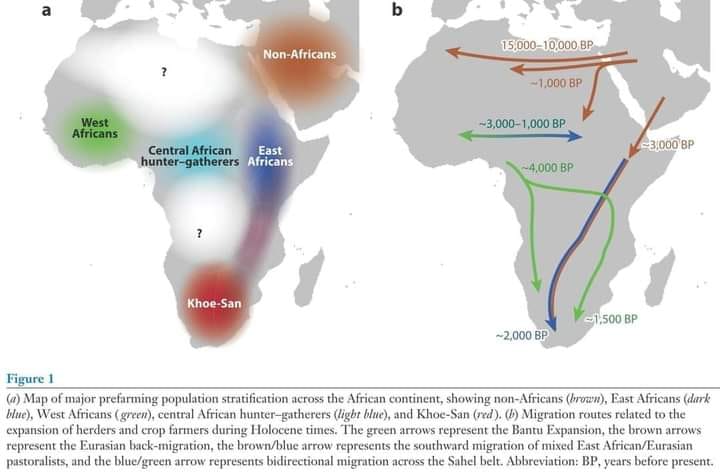 a
b
Non-Africans
?
West
Africans
Central African
hunter–gatherers
East
Africans
?
Khoe-San
15,000–10,000 BP
~1,000 BP
~3,000–1,000 BP
~3,000 BP
~4,000 BP
~1,500 BP
~2,000 BP
Figure 1
(a) Map of major prefarming population stratification across the African continent, showing non-Africans (brown), East Africans (dark
blue), West Africans (green), central African hunter–gatherers (light blue), and Khoe-San (red). (b) Migration routes related to the
expansion of herders and crop farmers during Holocene times. The green arrows represent the Bantu Expansion, the brown arrows
represent the Eurasian back-migration, the brown/blue arrow represents the southward migration of mixed East African/Eurasian
pastoralists, and the blue/green arrow represents bidirectional migration across the Sahel belt. Abbreviation: BP, years before present.